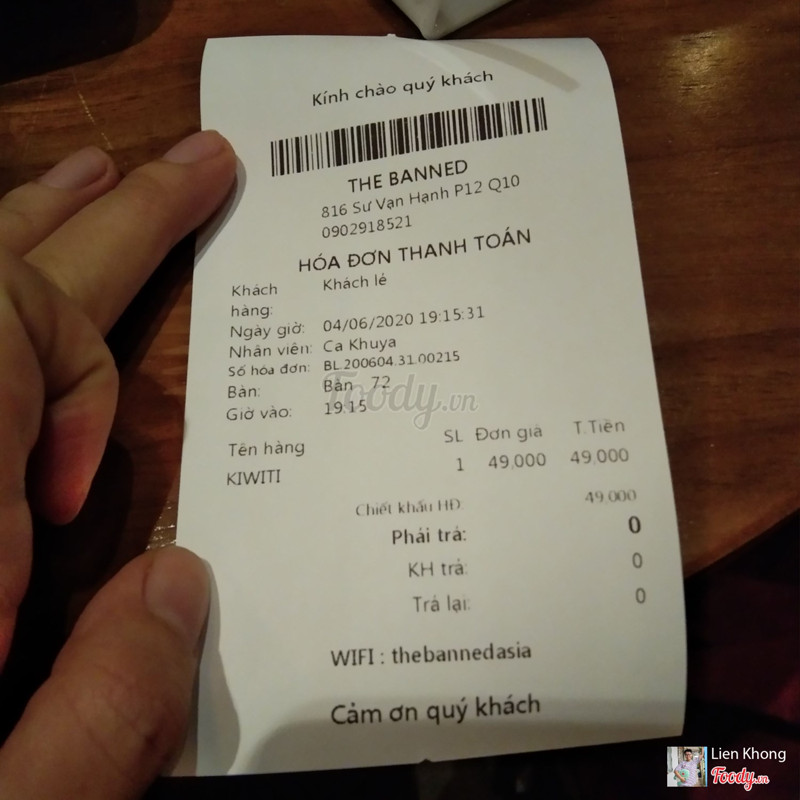 Kính chào quý khách
THE BANNED
816 Sư Vạn Hạnh P12 Q10
0902918521
HÓA ĐƠN THANH TOÁN
Khách hàng: Khách lẻ
Ngày giờ: 04/06/2020 19:15:31
Nhân viên: Ca Khuya
Số hóa đơn: BL.200604.31.00215
Bàn: Bàn 72
Giờ vào: 19:15
Foody.vn
Tên hàng SL Đơn giá T.Tiền
KIWITI 1 49,000 49,000
Chiết khấu HĐ: 49,000
Phải trả: 0
KH trả: 0
Trả lại: 0
WIFI : thebannedasia
Cảm ơn quý khách
Lien Khong
Foody.vn